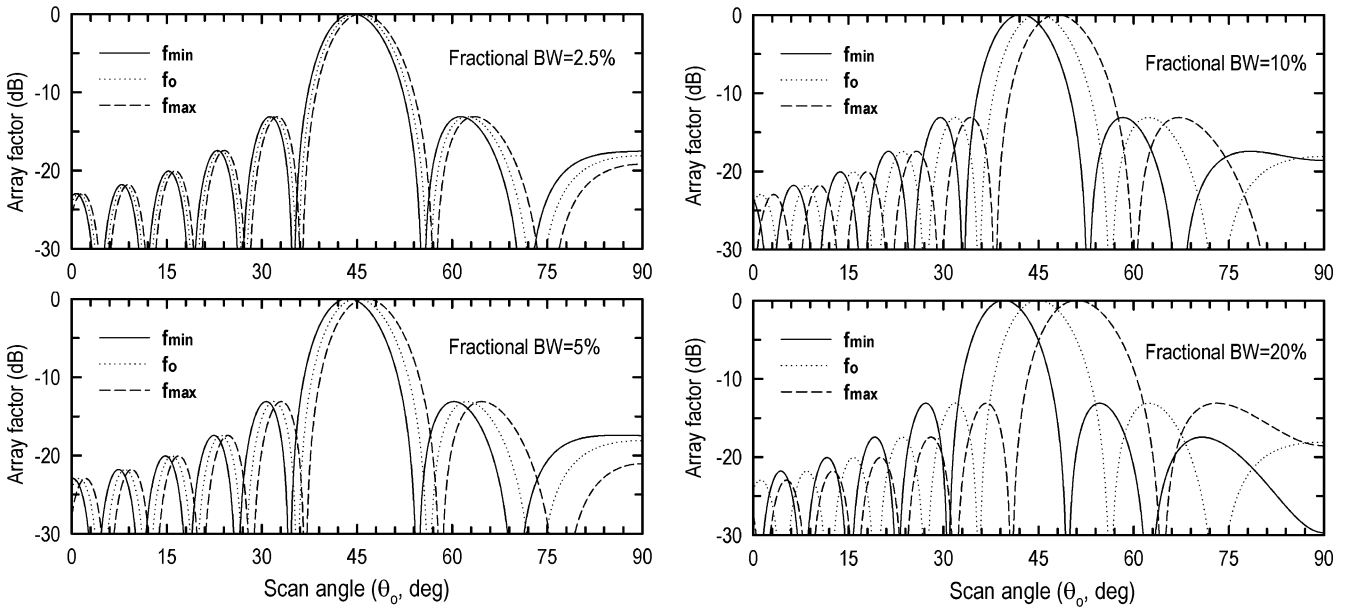 0
-10
-20
-30
Array factor (dB)
fmin
fo
fmax
Fractional BW=2.5%
0 15 30 45 60 75 90
0
-10
-20
-30
Array factor (dB)
fmin
fo
fmax
Fractional BW=10%
0 15 30 45 60 75 90
0
-10
-20
-30
Array factor (dB)
fmin
fo
fmax
Fractional BW=5%
0 15 30 45 60 75 90
Scan angle (θo, deg)
0
-10
-20
-30
Array factor (dB)
fmin
fo
fmax
Fractional BW=20%
0 15 30 45 60 75 90
Scan angle (θo, deg)